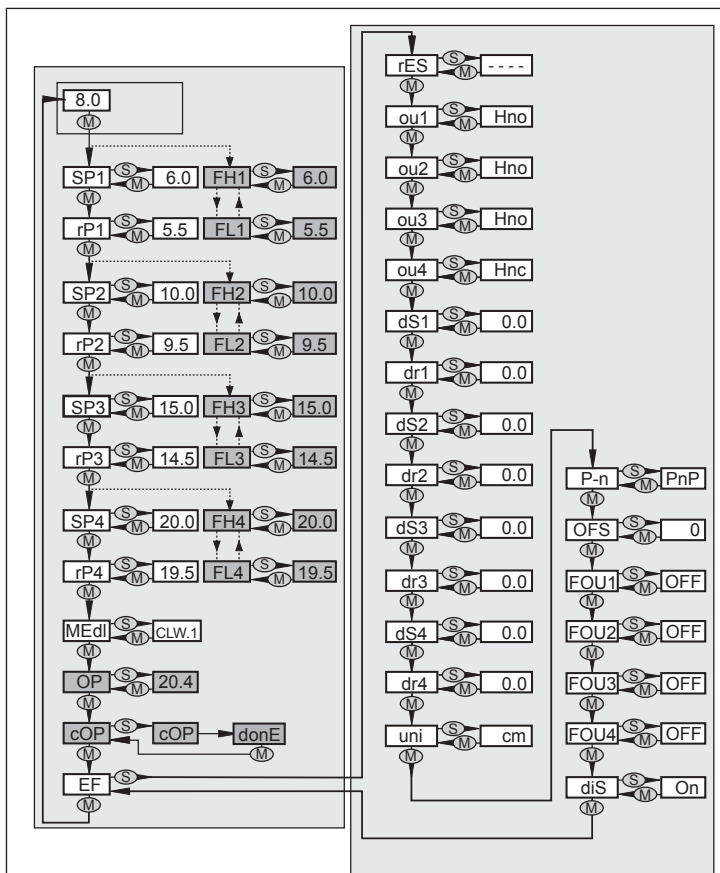 8.0
M
SP1 S M 6.0 FH1 S M 6.0
M
rP1 S M 5.5 FL1 S M 5.5
M
SP2 S M 10.0 FH2 S M 10.0
M
rP2 S M 9.5 FL2 S M 9.5
M
SP3 S M 15.0 FH3 S M 15.0
M
rP3 S M 14.5 FL3 S M 14.5
M
SP4 S M 20.0 FH4 S M 20.0
M
rP4 S M 19.5 FL4 S M 19.5
M
MEdI S M CLW.1
M
OP S M 20.4
M
cOP S cOP donE
M M
EF S
M
rES S M - - - -
M
ou1 S M Hno
M
ou2 S M Hno
M
ou3 S M Hno
M
ou4 S M Hnc
M
dS1 S M 0.0
M
dr1 S M 0.0
M
dS2 S M 0.0
M
dr2 S M 0.0
M
dS3 S M 0.0
M
dr3 S M 0.0
M
dS4 S M 0.0
M
dr4 S M 0.0
M
uni S M cm
M
P-n S M PnP
M
OFS S M 0
M
FOU1 S M OFF
M
FOU2 S M OFF
M
FOU3 S M OFF
M
FOU4 S M OFF
M
diS S M On
M